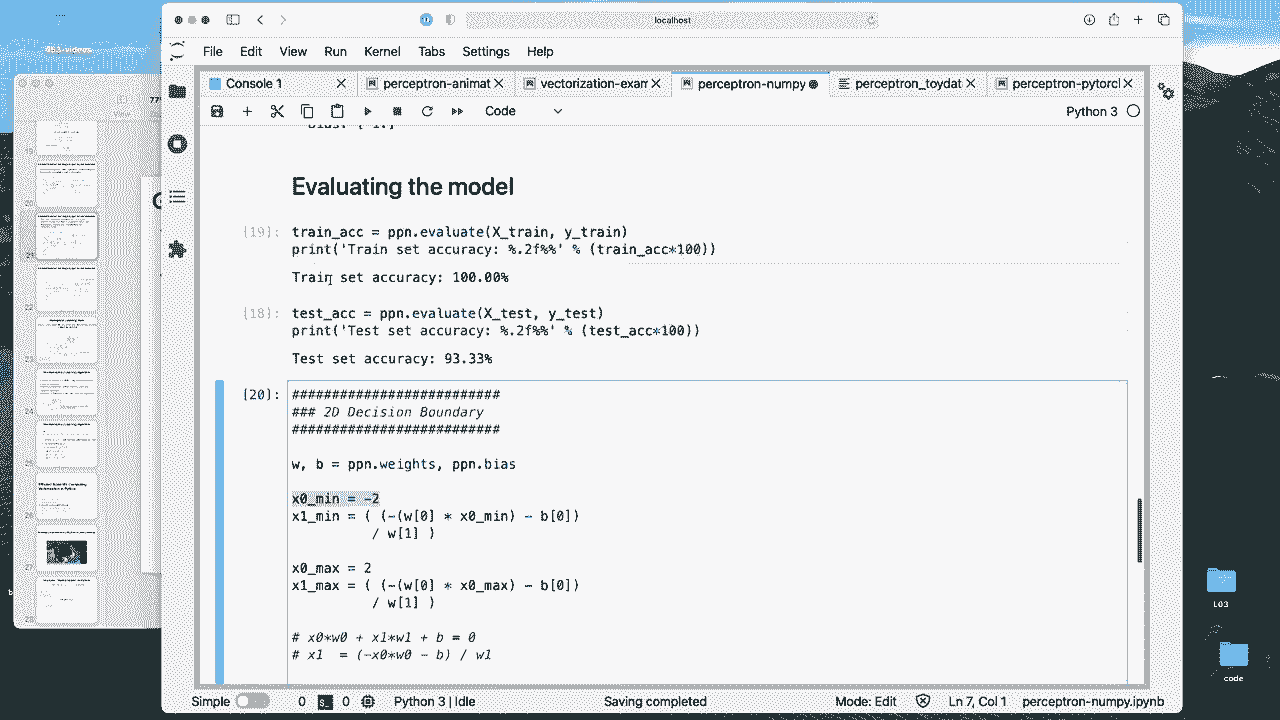 453-videos
localhost
File Edit View Run Kernel Tabs Settings Help
Console 1
perceptron-animat
vectorization-exam
perceptron-numpy
perceptron_toydat
perceptron-pytorcl
Code
Python 3
Evaluating the model
[19]: train_acc = ppn.evaluate(X_train, y_train)
print('Train set accuracy: %.2f%%' % (train_acc*100))
Train set accuracy: 100.00%
[18]: test_acc = ppn.evaluate(X_test, y_test)
print('Test set accuracy: %.2f%%' % (test_acc*100))
Test set accuracy: 93.33%
[20]: ##########################
### 2D Decision Boundary
##########################
w, b = ppn.weights, ppn.bias
x0_min = -2
x1_min = ( (-(w[0] * x0_min) - b[0])
/ w[1] )
x0_max = 2
x1_max = ( (-(w[0] * x0_max) - b[0])
/ w[1] )
# x0*w0 + x1*w1 + b = 0
# x1  = (-x0*w0 - b) / w1
Simple 0 0 Python 3 | Idle Saving completed Mode: Edit Ln 7, Col 1 perceptron-numpy.ipynb
L03
code